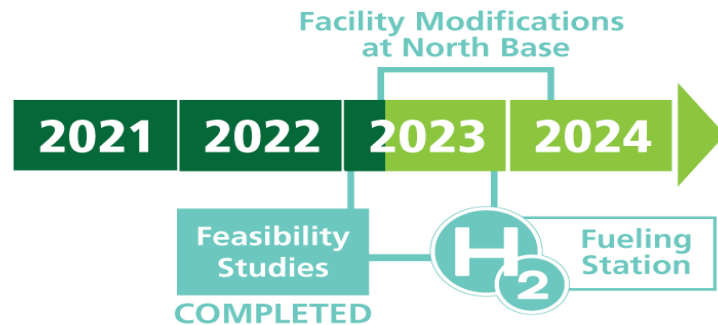 Facility Modifications
at North Base
2021 2022 2023 2024
Feasibility
Studies
COMPLETED
H2
Fueling
Station